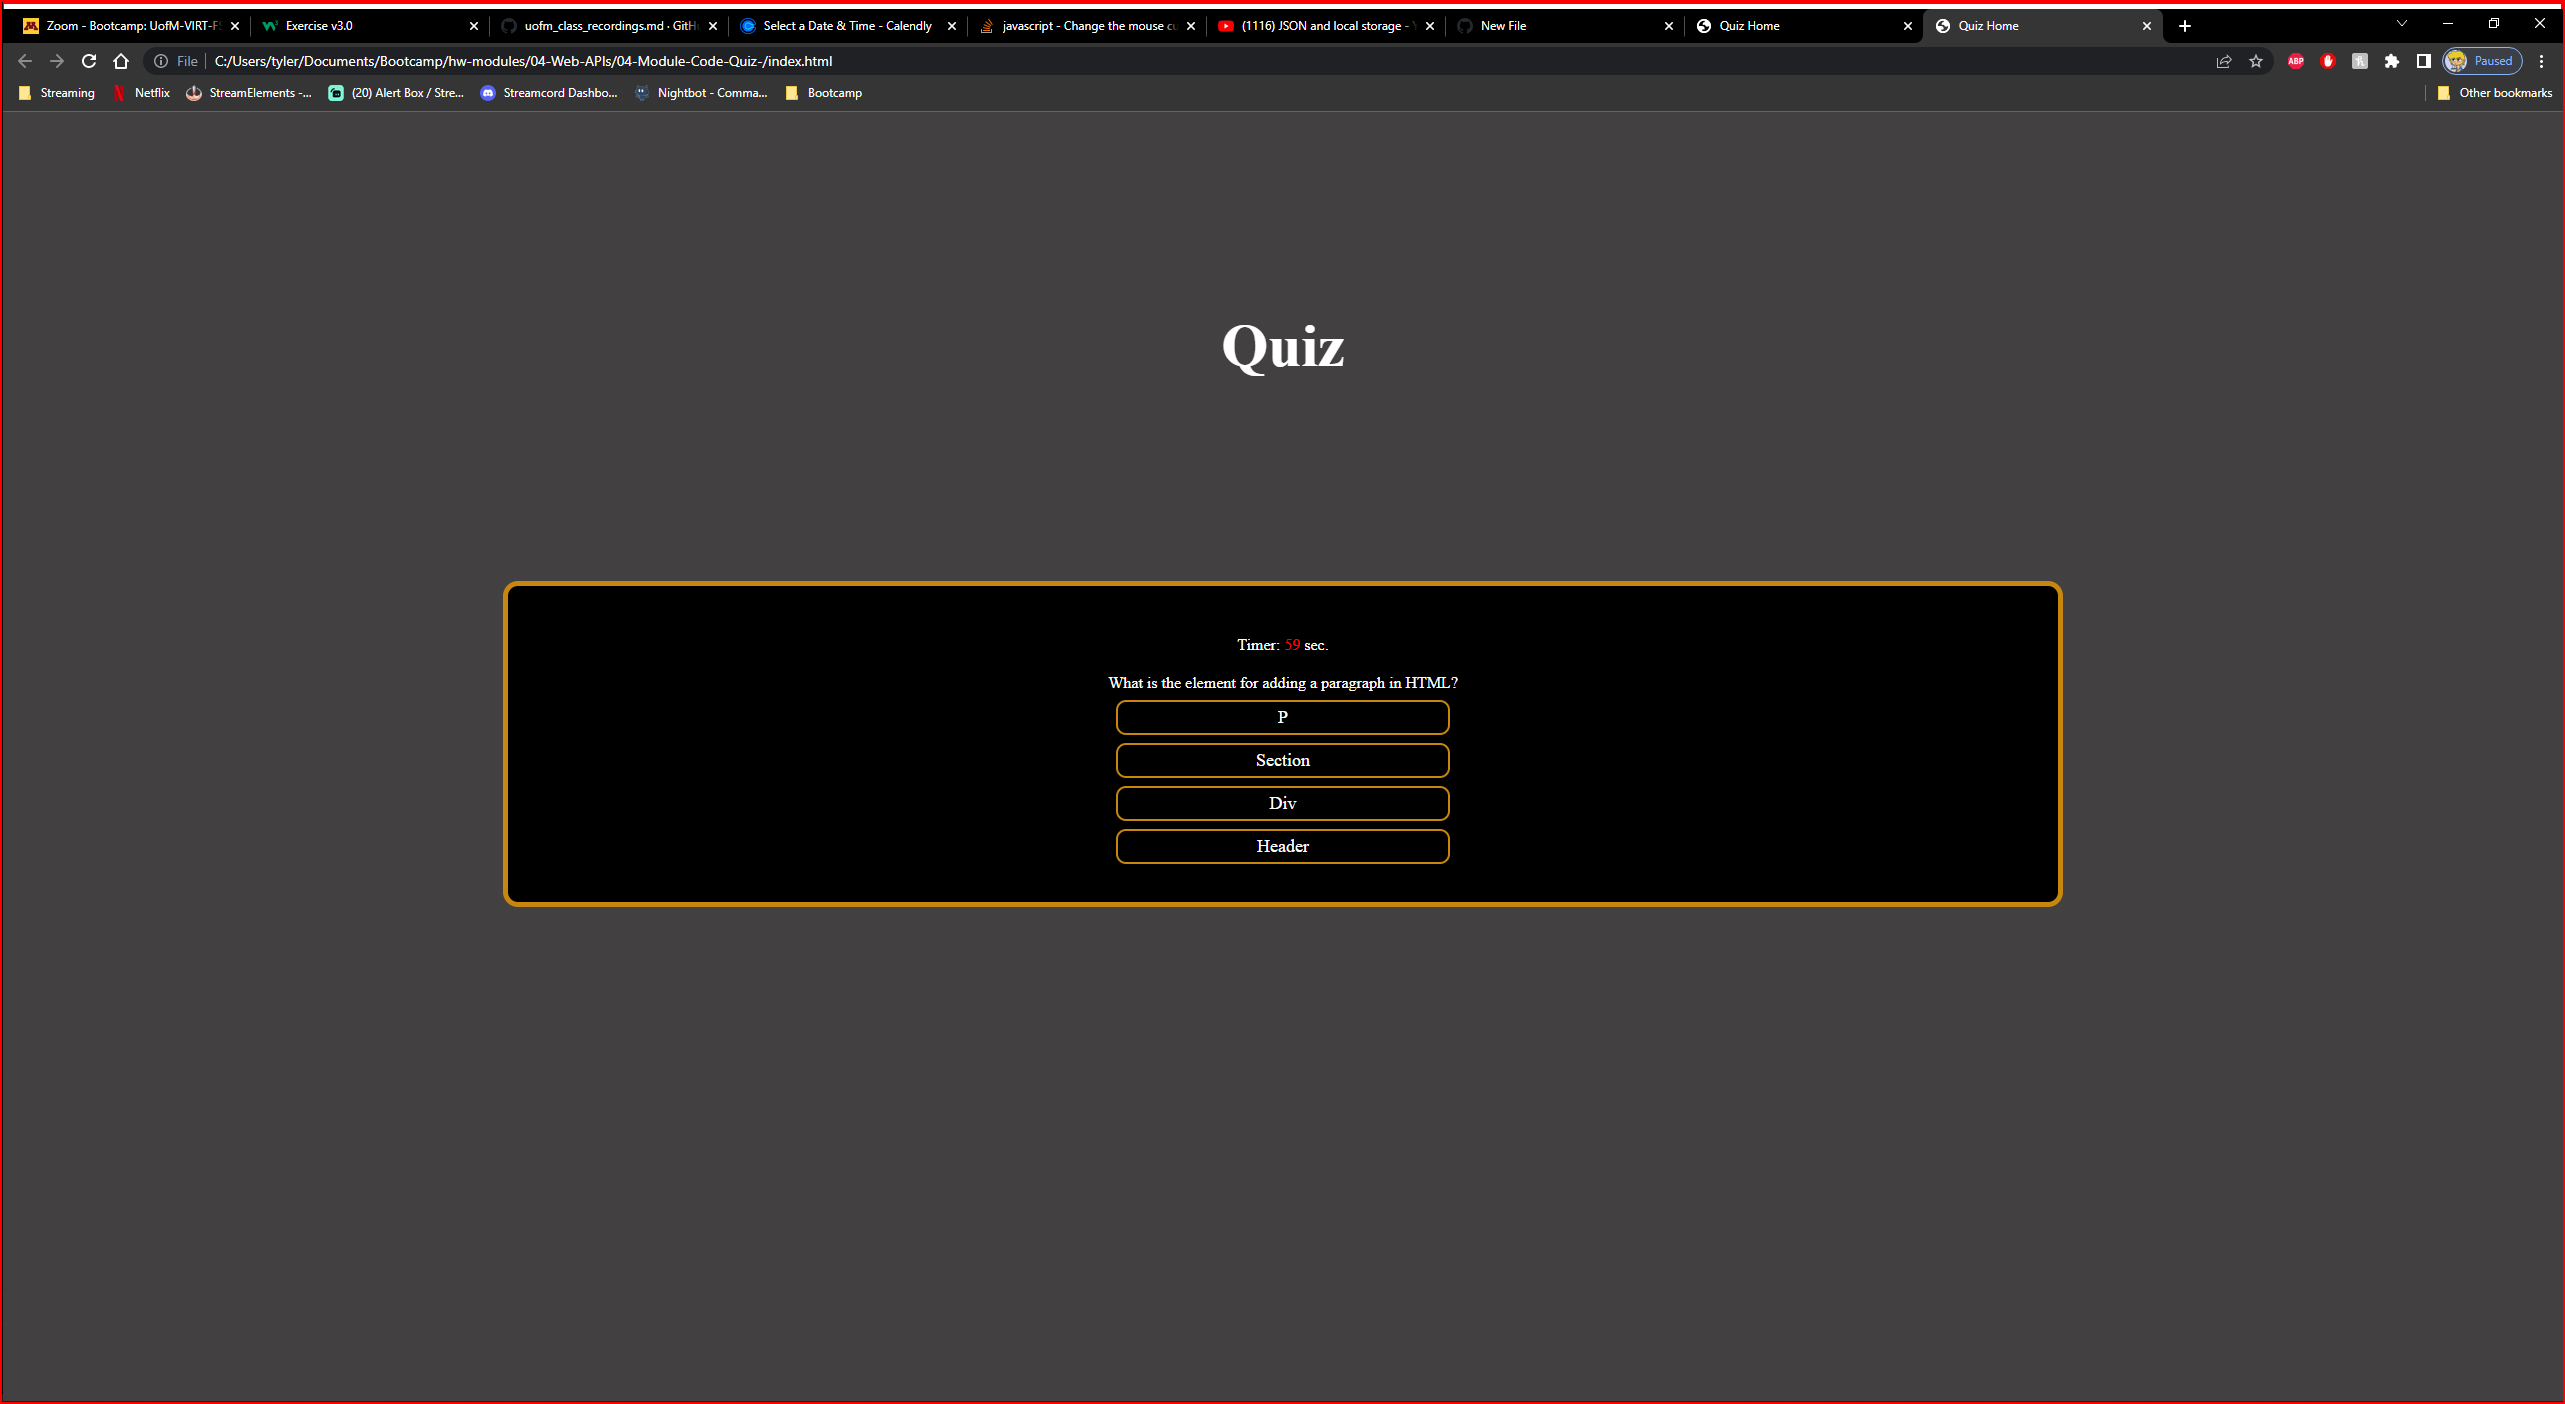 Zoom - Bootcamp: UofM-VIRT-FS
Exercise v3.0
uofm_class_recordings.md · GitH
Select a Date & Time - Calendly
javascript - Change the mouse cu
(1116) JSON and local storage -
New File
Quiz Home
Quiz Home
File
C:/Users/tyler/Documents/Bootcamp/hw-modules/04-Web-APIs/04-Module-Code-Quiz-/index.html
ABP
Paused
Streaming
Netflix
StreamElements -...
(20) Alert Box / Stre...
Streamcord Dashbo...
Nightbot - Comma...
Bootcamp
Other bookmarks
Quiz
Timer: 59 sec.
What is the element for adding a paragraph in HTML?
P
Section
Div
Header